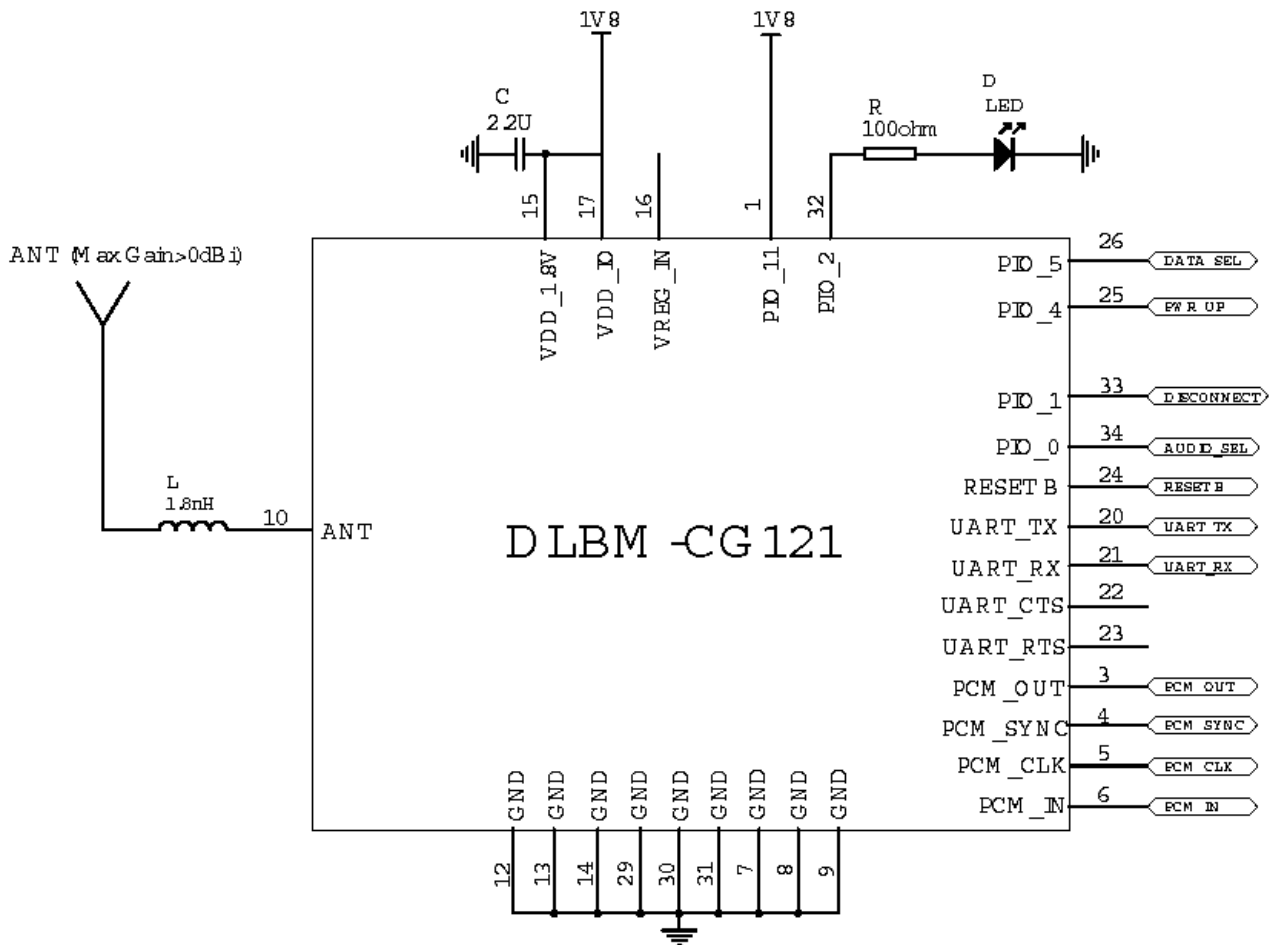 1V8
1V8
C
2.2U
R
100ohm
D
LED
15
17
16
1
32
ANT (MaxGain>0dBi)
VDD_1.8V
VDD_IO
VREG_IN
PIO_11
PIO_2
PIO_5 26 DATA SEL
PIO_4 25 PWR UP
PIO_1 33 DISCONNECT
PIO_0 34 AUDIO_SEL
RESETB 24 RESETB
UART_TX 20 UART TX
UART_RX 21 UART_RX
UART_CTS 22
UART_RTS 23
PCM_OUT 3 PCM OUT
PCM_SYNC 4 PCM SYNC
PCM_CLK 5 PCM CLK
PCM_IN 6 PCM IN
L
1.8nH
10 ANT
DLBM-CG121
GND GND GND GND GND GND GND GND GND
12 13 14 29 30 31 7 8 9